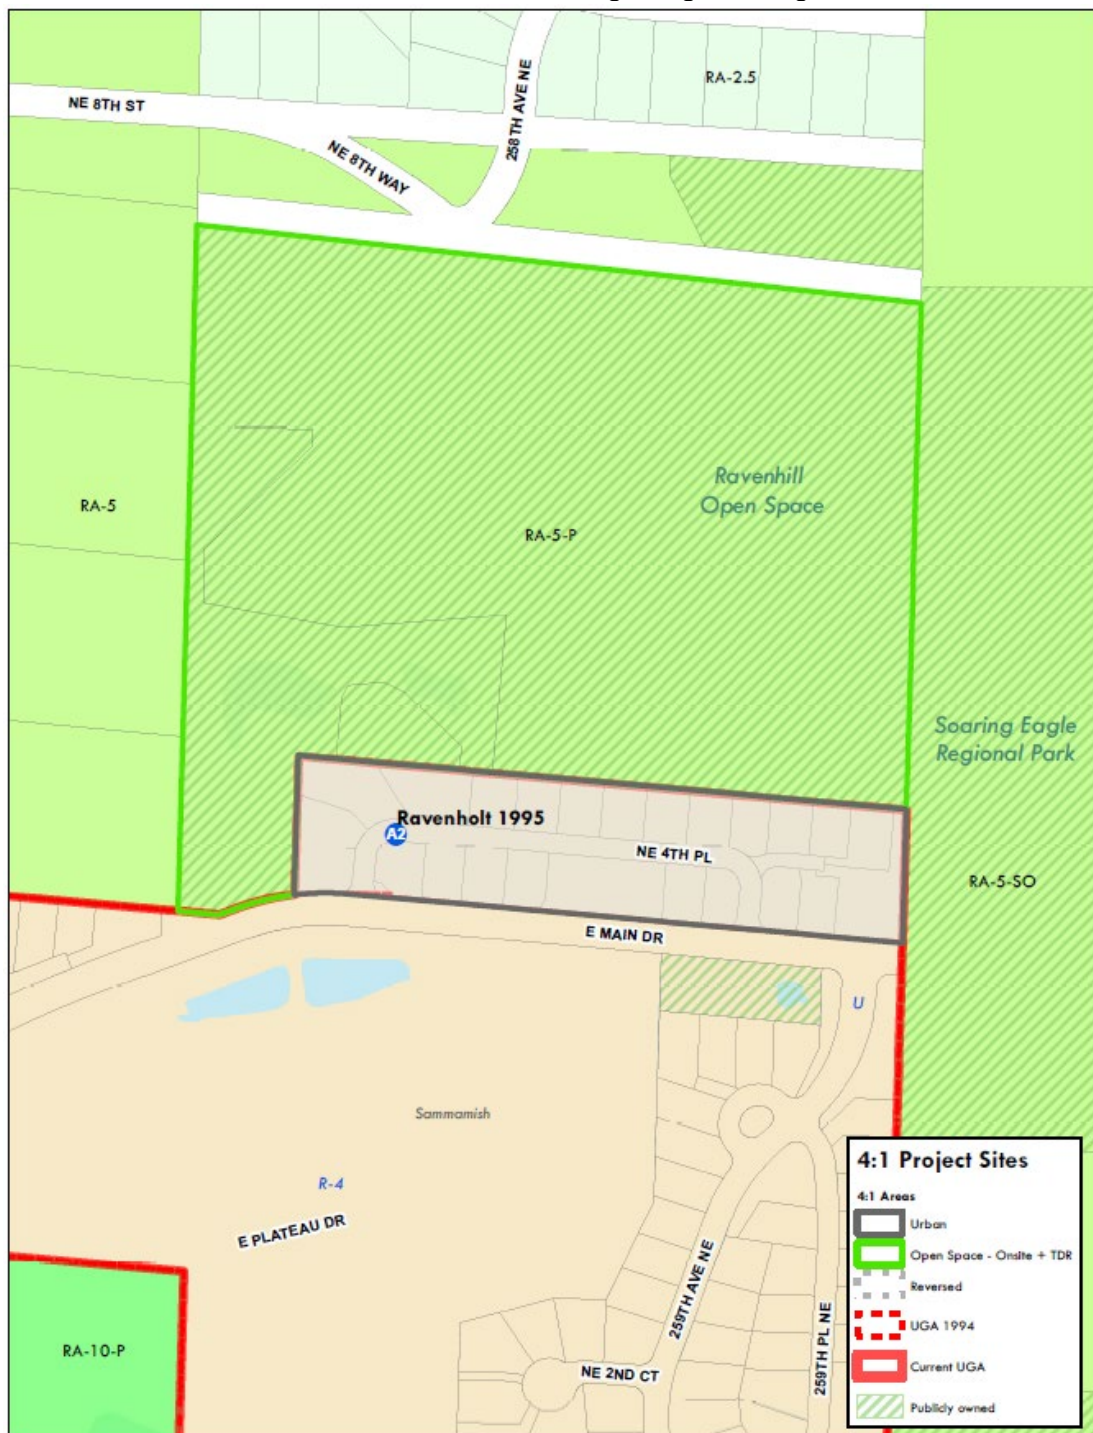 RA-2.5
NE 8TH ST
258TH AVE NE
NE 8TH WAY
Ravenhill
Open Space
RA-5
RA-5-P
Soaring Eagle
Regional Park
Ravenholt 1995
A2
NE 4TH PL
RA-5-SO
E MAIN DR
U
Sammamish
R-4
E PLATEAU DR
259TH AVE NE
259TH PL NE
RA-10-P
NE 2ND CT
4:1 Project Sites
4:1 Areas
Urban
Open Space - Onsite + TDR
Reversed
UGA 1994
Current UGA
Publicly owned